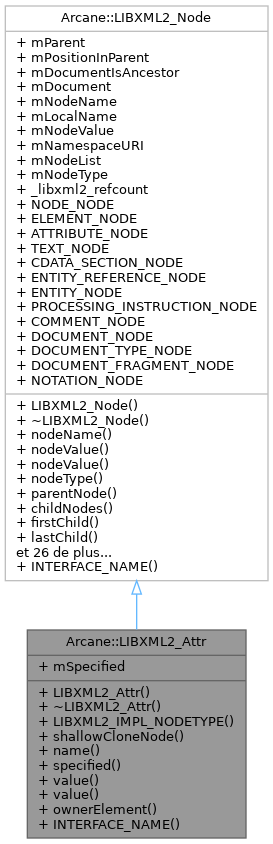 Arcane::LIBXML2_Node
+ mParent
+ mPositionInParent
+ mDocumentIsAncestor
+ mDocument
+ mNodeName
+ mLocalName
+ mNodeValue
+ mNamespaceURI
+ mNodeList
+ mNodeType
+ _libxml2_refcount
+ NODE_NODE
+ ELEMENT_NODE
+ ATTRIBUTE_NODE
+ TEXT_NODE
+ CDATA_SECTION_NODE
+ ENTITY_REFERENCE_NODE
+ ENTITY_NODE
+ PROCESSING_INSTRUCTION_NODE
+ COMMENT_NODE
+ DOCUMENT_NODE
+ DOCUMENT_TYPE_NODE
+ DOCUMENT_FRAGMENT_NODE
+ NOTATION_NODE
+ LIBXML2_Node()
+ ~LIBXML2_Node()
+ nodeName()
+ nodeValue()
+ nodeValue()
+ nodeType()
+ parentNode()
+ childNodes()
+ firstChild()
+ lastChild()
et 26 de plus...
+ INTERFACE_NAME()
Arcane::LIBXML2_Attr
+ mSpecified
+ LIBXML2_Attr()
+ ~LIBXML2_Attr()
+ LIBXML2_IMPL_NODETYPE()
+ shallowCloneNode()
+ name()
+ specified()
+ value()
+ value()
+ ownerElement()
+ INTERFACE_NAME()